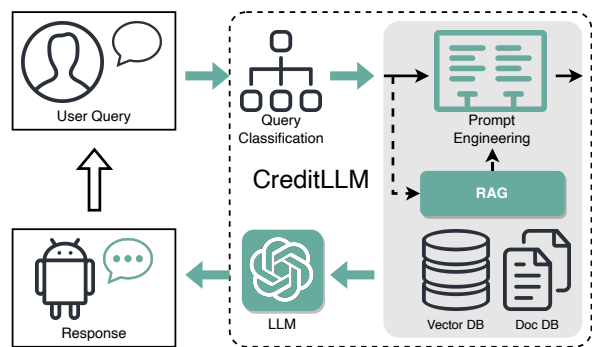 User Query
Query
Classification
Prompt
Engineering
CreditLLM
RAG
Vector DB
Doc DB
LLM
Response